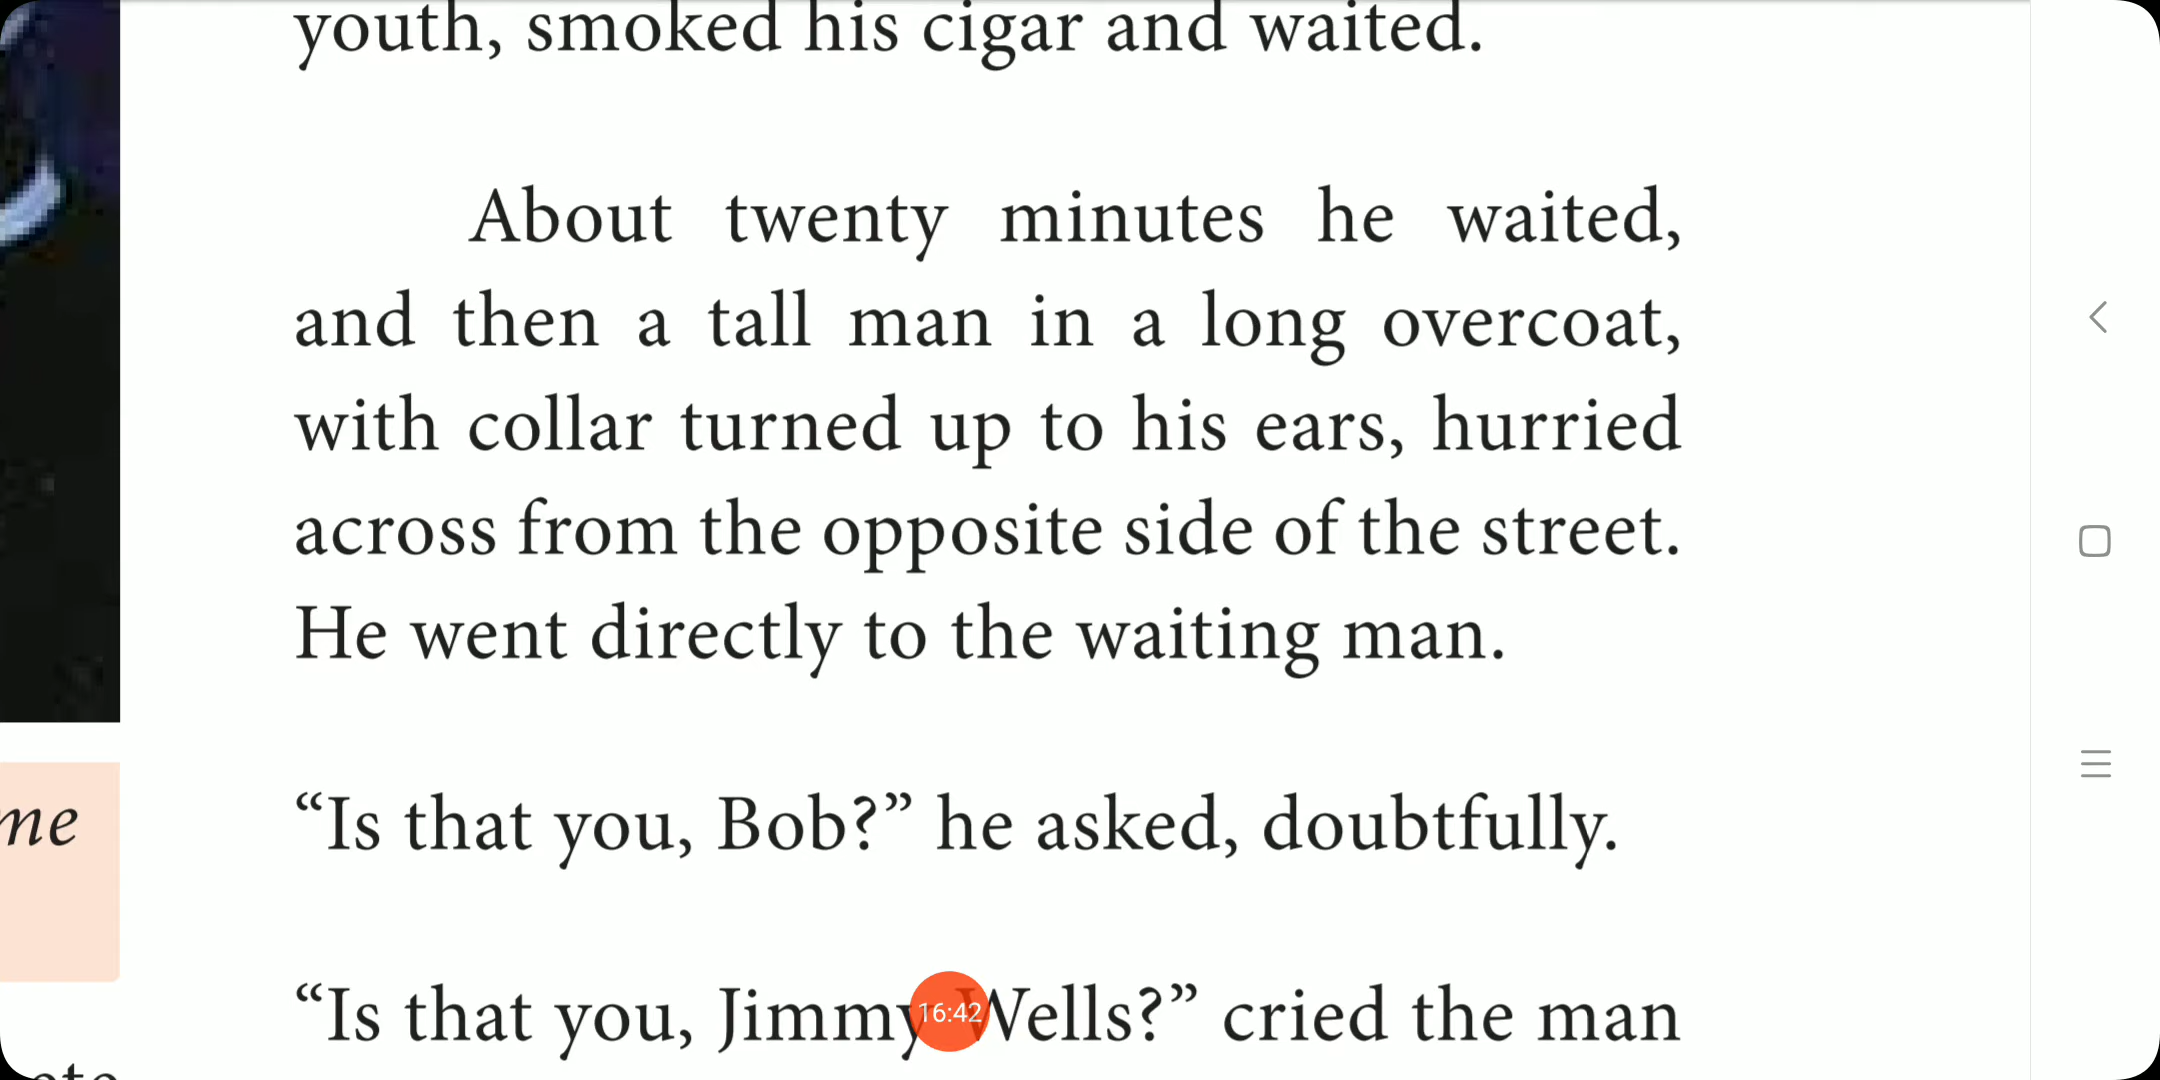 youth, smoked his cigar and waited.
About twenty minutes he waited,
and then a tall man in a long overcoat,
with collar turned up to his ears, hurried
across from the opposite side of the street.
He went directly to the waiting man.
me
“Is that you, Bob?” he asked, doubtfully.
“Is that you, Jimmy Wells?” cried the man
16:42